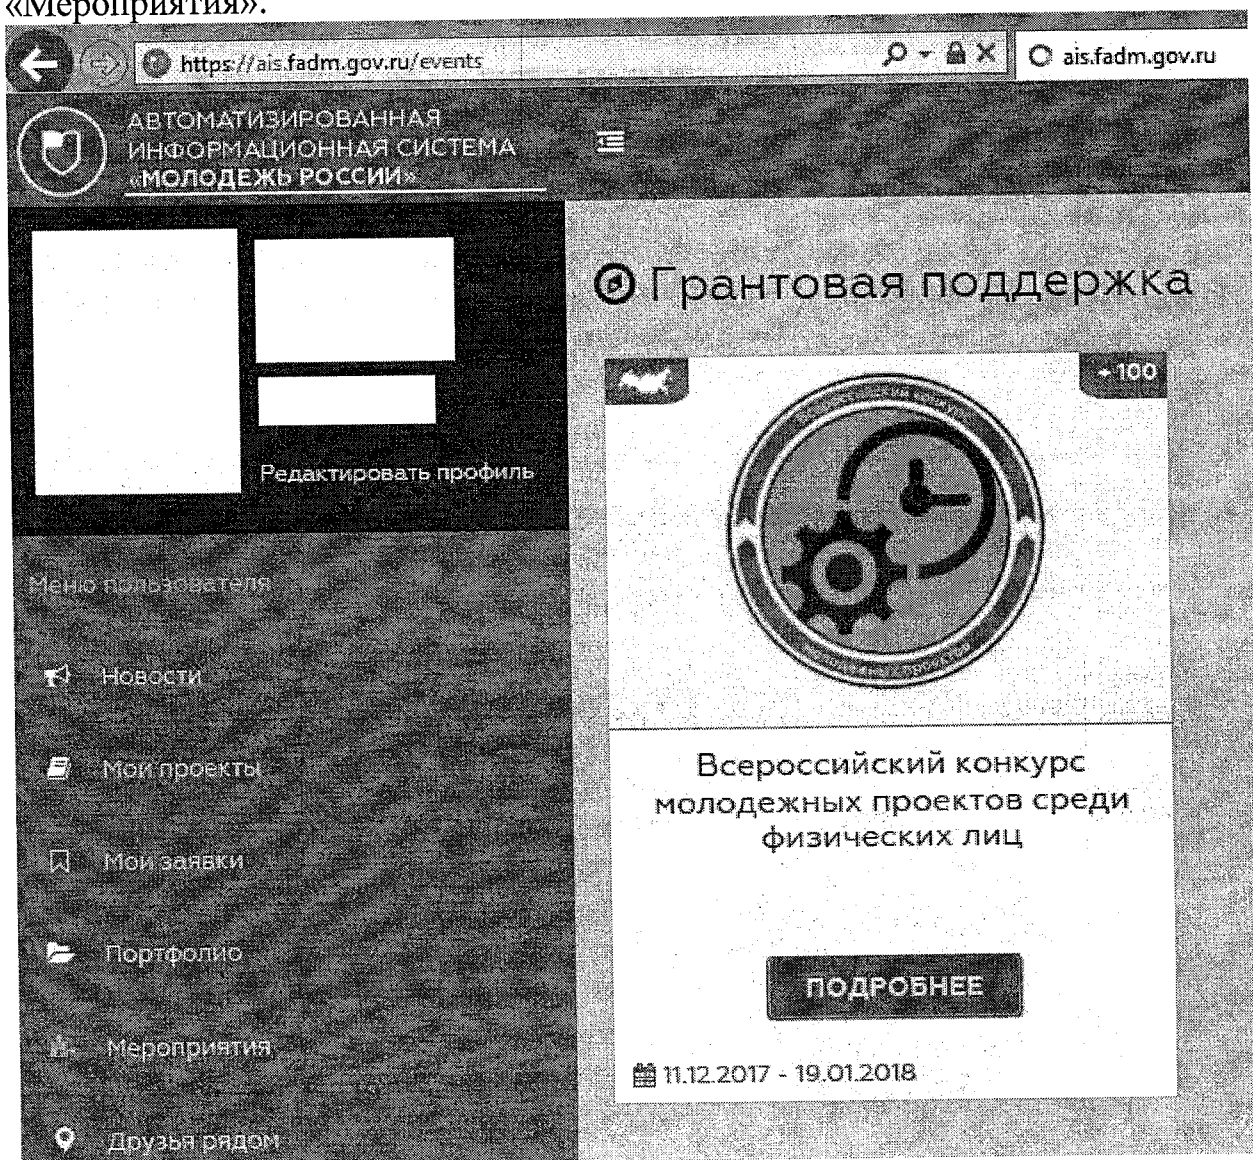 «Мероприятия».
https://ais.fadm.gov.ru/events
ais.fadm.gov.ru
АВТОМАТИЗИРОВАННАЯ
ИНФОРМАЦИОННАЯ СИСТЕМА
«МОЛОДЕЖЬ РОССИИ»
Редактировать профиль
Меню пользователя
Новости
Мои проекты
Мои заявки
Портфолио
Мероприятия
Друзья рядом
Грантовая поддержка
100
Всероссийский конкурс
молодежных проектов среди
физических лиц
ПОДРОБНЕЕ
11.12.2017 - 19.01.2018